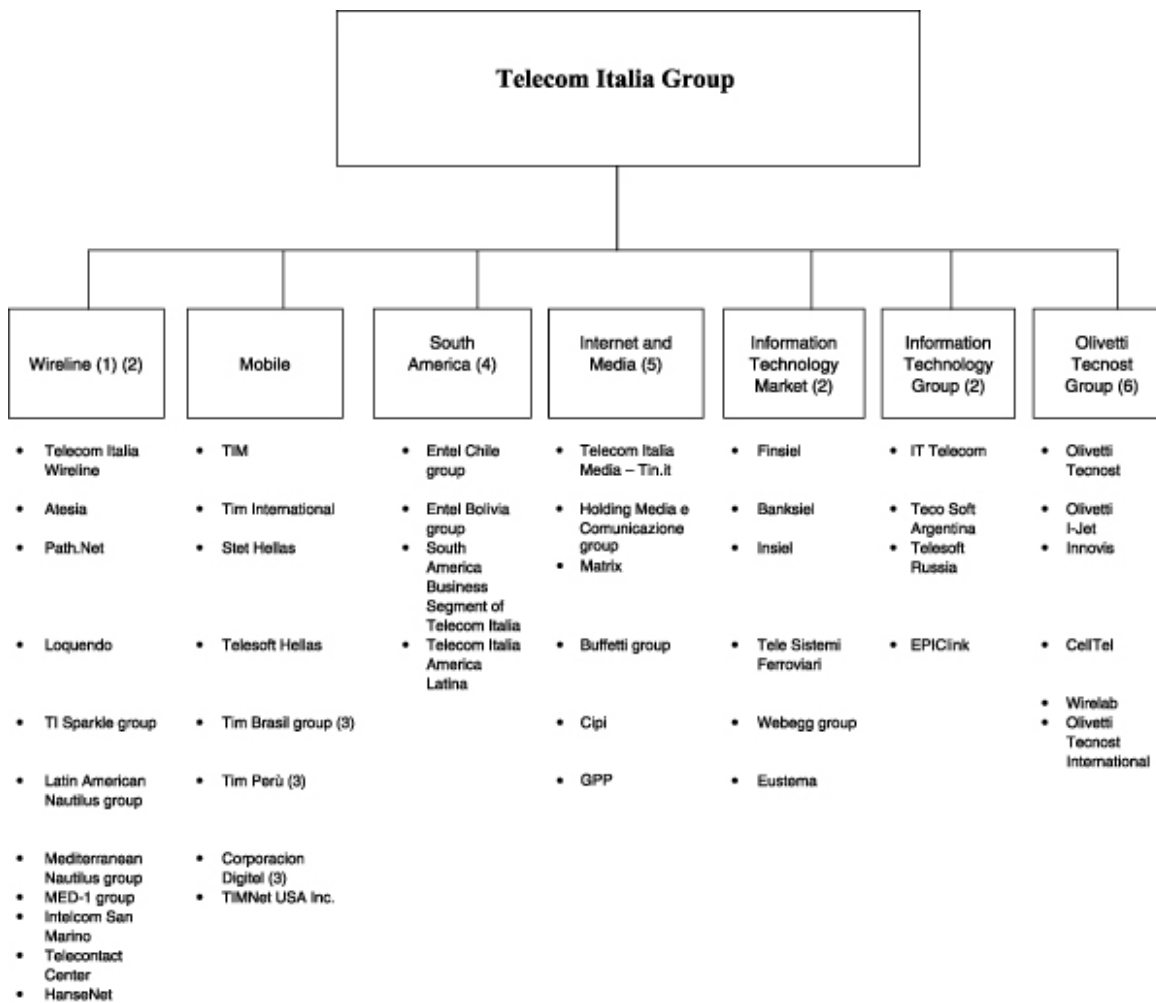 Telecom Italia Group
Wireline (1) (2)
Mobile
South
America (4)
Internet and
Media (5)
Information
Technology
Market (2)
Information
Technology
Group (2)
Olivetti
Tecnost
Group (6)
• Telecom Italia
Wireline
• Atesia
• Path.Net
• Loquendo
• TI Sparkle group
• Latin American
Nautilus group
• Mediterranean
Nautilus group
• MED-1 group
• Intelcom San
Marino
• Telecontact
Center
• HanseNet
• TIM
• Tim International
• Stet Hellas
• Telesoft Hellas
• Tim Brasil group (3)
• Tim Perù (3)
• Corporacion
Digitel (3)
• TIMNet USA Inc.
• Entel Chile
group
• Entel Bolivia
group
• South
America
Business
Segment of
Telecom Italia
• Telecom Italia
America
Latina
• Telecom Italia
Media – Tin.it
• Holding Media e
Comunicazione
group
• Matrix
• Buffetti group
• Cipi
• GPP
• Finsiel
• Banksiel
• Insiel
• Tele Sistemi
Ferroviari
• Webegg group
• Eustema
• IT Telecom
• Teco Soft
Argentina
• Telesoft
Russia
• EPIClink
• Olivetti
Tecnost
• Olivetti
I-Jet
• Innovis
• CellTel
• Wirelab
• Olivetti
Tecnost
International